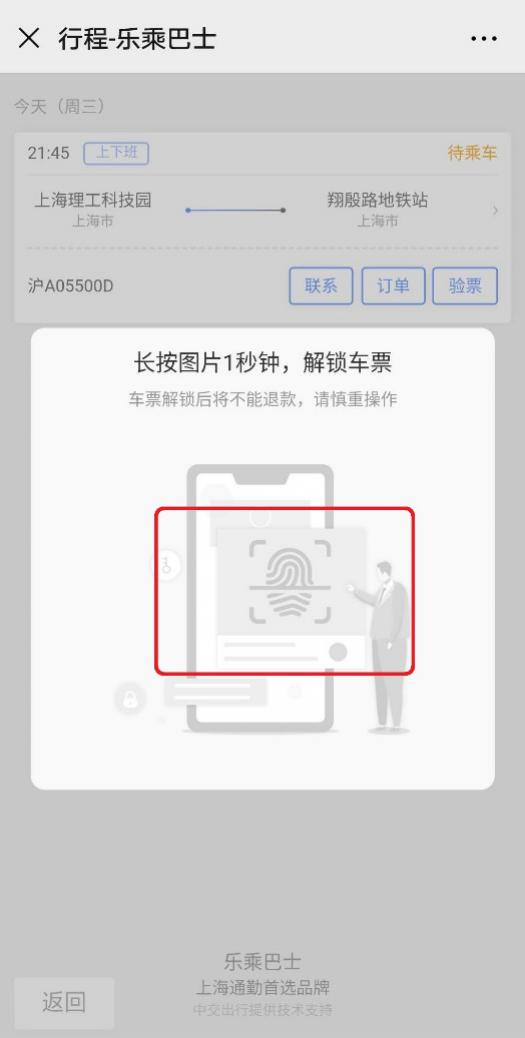 行程-乐乘巴士
今天（周三）
21:45 上下班 待乘车
上海理工科技园 翔殷路地铁站
上海市 上海市
沪A05500D 联系 订单 验票
长按图片1秒钟，解锁车票
车票解锁后将不能退款，请慎重操作
乐乘巴士
上海通勤首选品牌
返回
中交出行提供技术支持